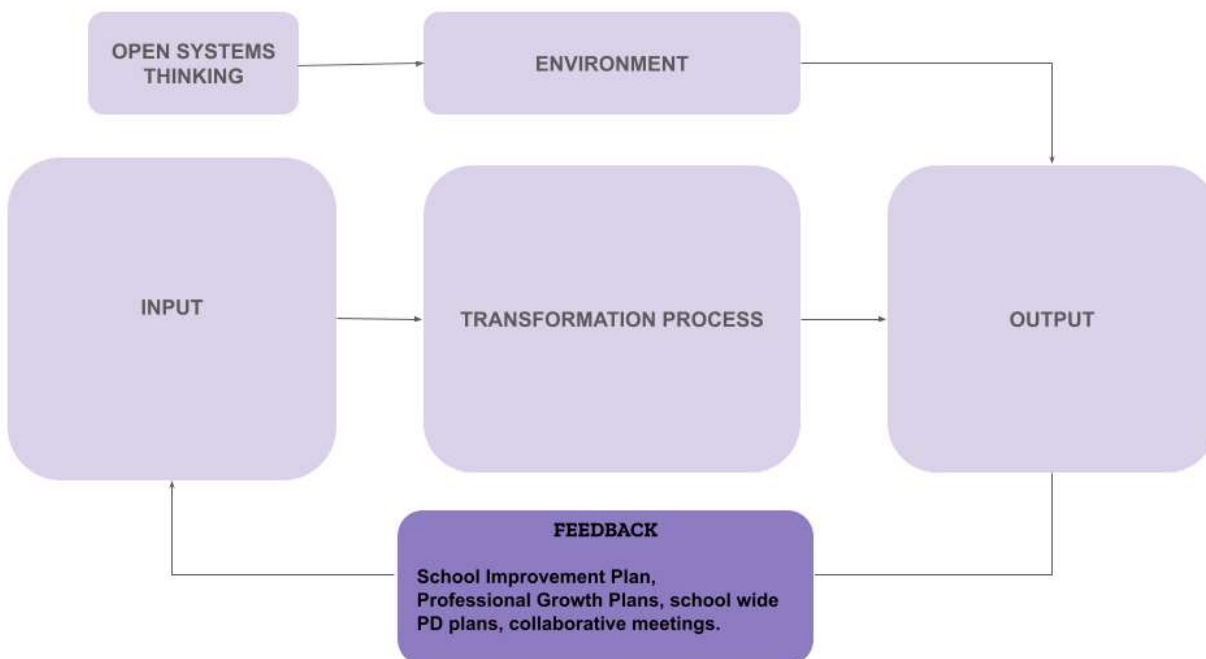 OPEN SYSTEMS
THINKING
ENVIRONMENT
INPUT
TRANSFORMATION PROCESS
OUTPUT
FEEDBACK
School Improvement Plan,
Professional Growth Plans, school wide
PD plans, collaborative meetings.